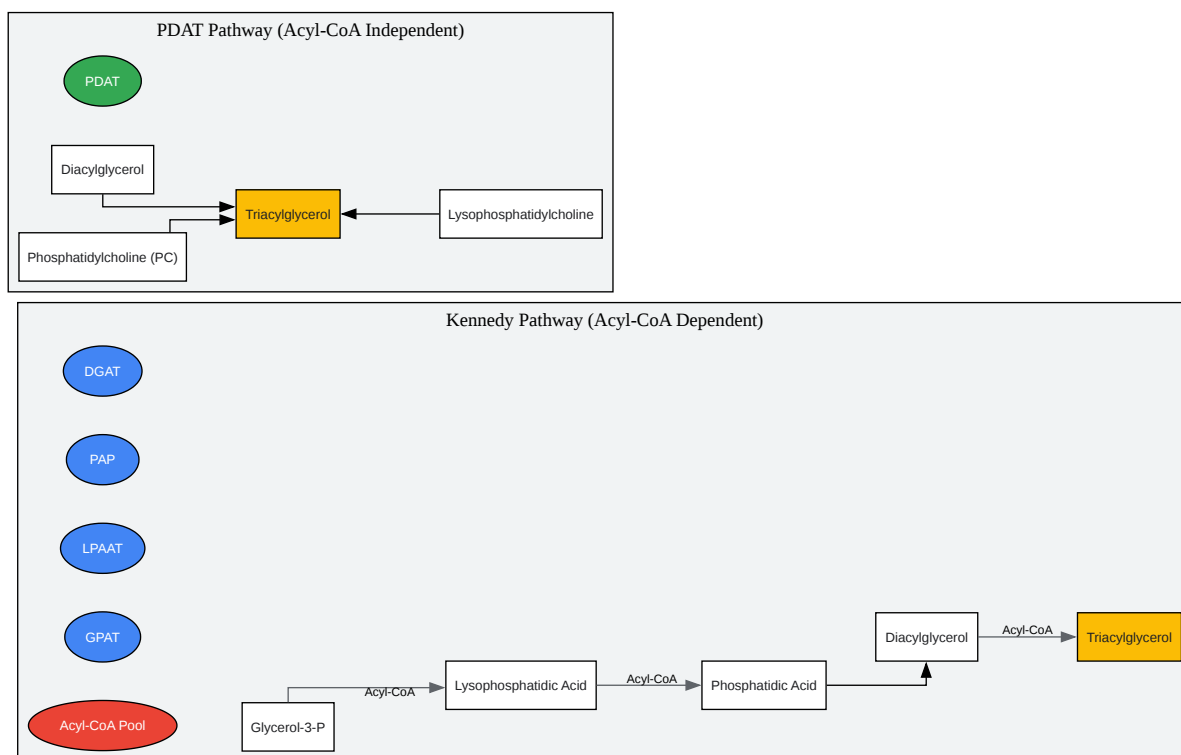 PDAT Pathway (Acyl-CoA Independent)
PDAT
Diacylglycerol
Triacylglycerol
Lysophosphatidylcholine
Phosphatidylcholine (PC)
Kennedy Pathway (Acyl-CoA Dependent)
DGAT
PAP
LPAAT
GPAT
Acyl-CoA Pool
Glycerol-3-P
Acyl-CoA
Lysophosphatidic Acid
Acyl-CoA
Phosphatidic Acid
Diacylglycerol
Acyl-CoA
Triacylglycerol